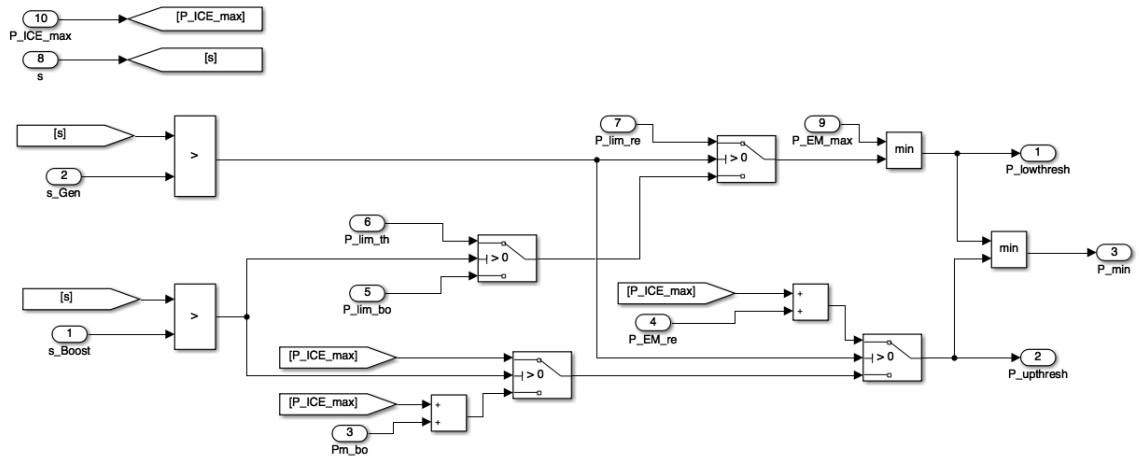 10
P_ICE_max
[P_ICE_max]
8
s
[s]
[s]
2
s_Gen
>
7
P_lim_re
> 0
9
P_EM_max
min
1
P_lowthresh
6
P_lim_th
5
P_lim_bo
> 0
min
3
P_min
[s]
1
s_Boost
>
[P_ICE_max]
4
P_EM_re
+
+
> 0
2
P_upthresh
[P_ICE_max]
> 0
[P_ICE_max]
3
Pm_bo
+
+